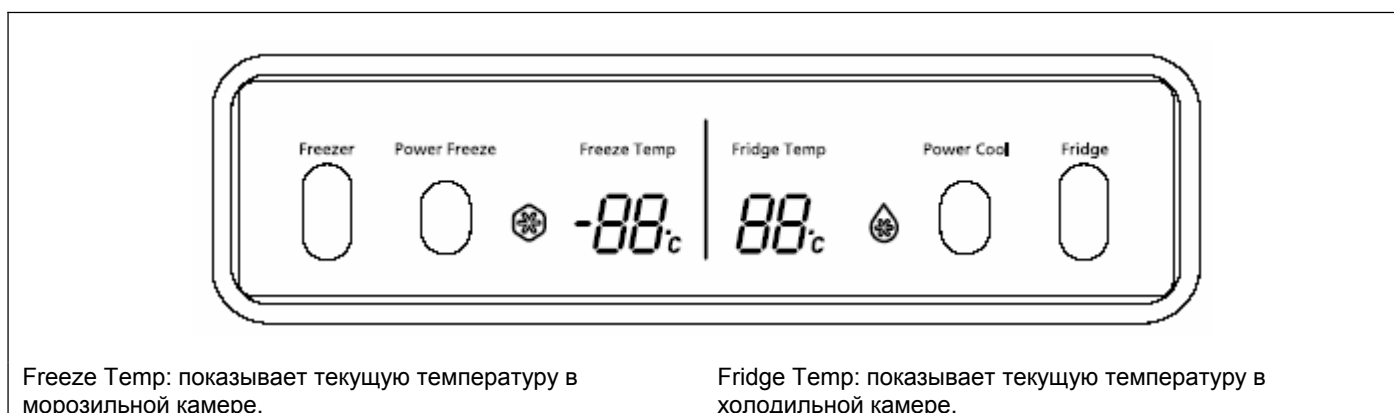 Freezer Power Freeze Freeze Temp Fridge Temp Power Cool Fridge
-88°C 88°C
Freeze Temp: показывает текущую температуру в
морозильной камере.
Fridge Temp: показывает текущую температуру в
холодильной камере.